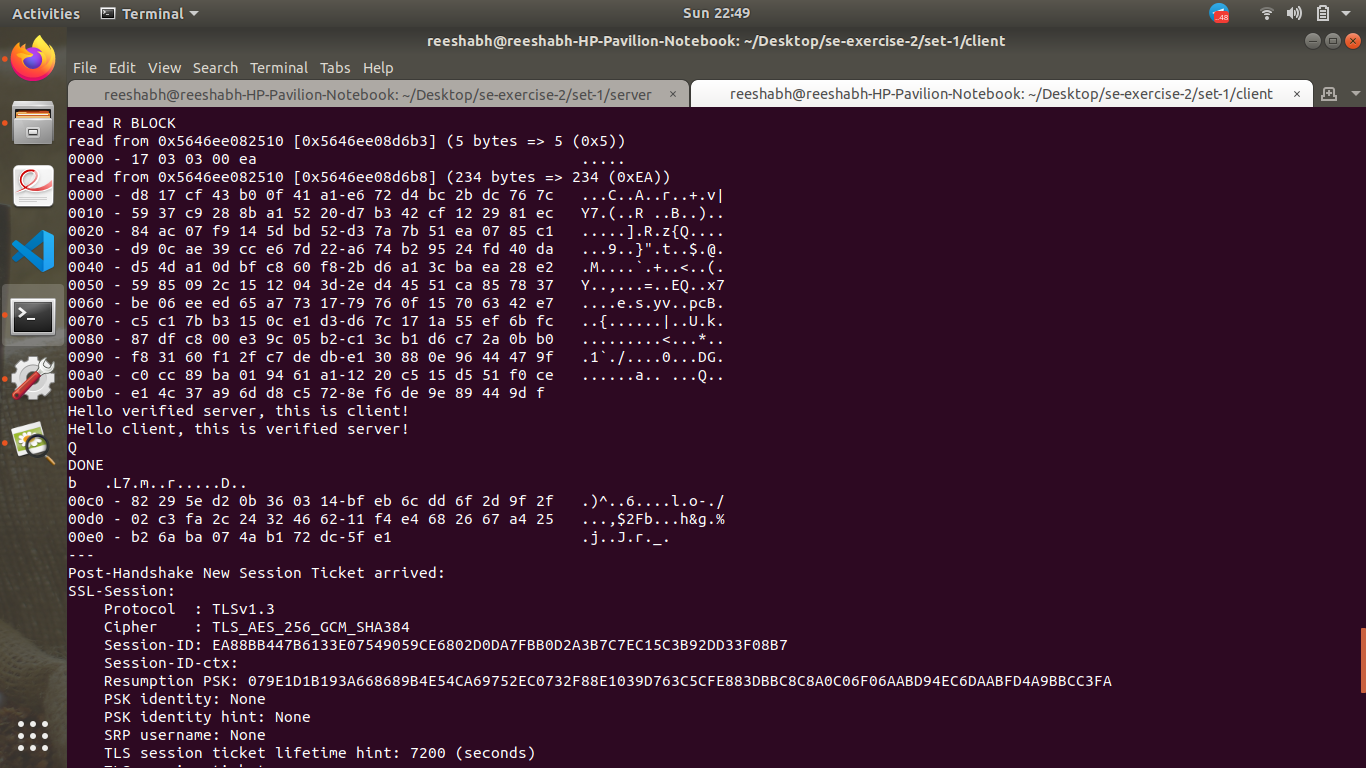 Activities
Terminal
Sun 22:49
48
reeshabh@reeshabh-HP-Pavilion-Notebook: ~/Desktop/se-exercise-2/set-1/client
File Edit View Search Terminal Tabs Help
reeshabh@reeshabh-HP-Pavilion-Notebook: ~/Desktop/se-exercise-2/set-1/server ×
reeshabh@reeshabh-HP-Pavilion-Notebook: ~/Desktop/se-exercise-2/set-1/client ×
read R BLOCK
read from 0x5646ee082510 [0x5646ee08d6b3] (5 bytes => 5 (0x5))
0000 - 17 03 03 00 ea .....
read from 0x5646ee082510 [0x5646ee08d6b8] (234 bytes => 234 (0xEA))
0000 - d8 17 cf 43 b0 0f 41 a1-e6 72 d4 bc 2b dc 76 7c ...C..A..r..+.v|
0010 - 59 37 c9 28 8b a1 52 20-d7 b3 42 cf 12 29 81 ec Y7.(..R ..B..)..
0020 - 84 ac 07 f9 14 5d bd 52-d3 7a 7b 51 ea 07 85 c1 .....].R.z{Q....
0030 - d9 0c ae 39 cc e6 7d 22-a6 74 b2 95 24 fd 40 da ...9..}".t..$.@.
0040 - d5 4d a1 0d bf c8 60 f8-2b d6 a1 3c ba ea 28 e2 .M....`.+..<..(.
0050 - 59 85 09 2c 15 12 04 3d-2e d4 45 51 ca 85 78 37 Y..,...=..EQ..x7
0060 - be 06 ee ed 65 a7 73 17-79 76 0f 15 70 63 42 e7 ....e.s.yv..pcB.
0070 - c5 c1 7b b3 15 0c e1 d3-d6 7c 17 1a 55 ef 6b fc ..{......|..U.k.
0080 - 87 df c8 00 e3 9c 05 b2-c1 3c b1 d6 c7 2a 0b b0 .........<...*..
0090 - f8 31 60 f1 2f c7 de db-e1 30 88 0e 96 44 47 9f .1`./....0...DG.
00a0 - c0 cc 89 ba 01 94 61 a1-12 20 c5 15 d5 51 f0 ce ......a.. ...Q..
00b0 - e1 4c 37 a9 6d d8 c5 72-8e f6 de 9e 89 44 9d f
Hello verified server, this is client!
Hello client, this is verified server!
Q
DONE
b .L7.m..r.....D..
00c0 - 82 29 5e d2 0b 36 03 14-bf eb 6c dd 6f 2d 9f 2f .)^..6....l.o-./
00d0 - 02 c3 fa 2c 24 32 46 62-11 f4 e4 68 26 67 a4 25 ...,$2Fb...h&g.%
00e0 - b2 6a ba 07 4a b1 72 dc-5f e1 .j..J.r._.
---
Post-Handshake New Session Ticket arrived:
SSL-Session:
Protocol : TLSv1.3
Cipher : TLS_AES_256_GCM_SHA384
Session-ID: EA88BB447B6133E07549059CE6802D0DA7FBB0D2A3B7C7EC15C3B92DD33F08B7
Session-ID-ctx:
Resumption PSK: 079E1D1B193A668689B4E54CA69752EC0732F88E1039D763C5CFE883DBBC8C8A0C06F06AABD94EC6DAABFD4A9BBCC3FA
PSK identity: None
PSK identity hint: None
SRP username: None
TLS session ticket lifetime hint: 7200 (seconds)